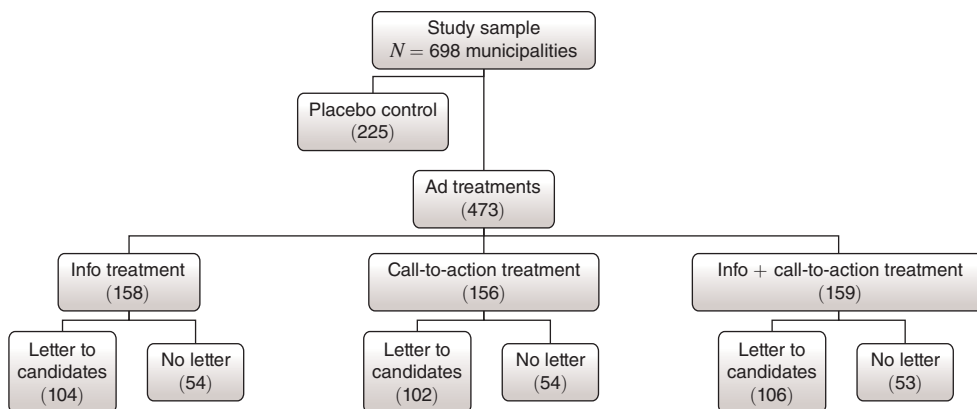 Study sample
N = 698 municipalities
Placebo control
(225)
Ad treatments
(473)
Info treatment
(158)
Call-to-action treatment
(156)
Info + call-to-action treatment
(159)
Letter to
candidates
(104)
No letter
(54)
Letter to
candidates
(102)
No letter
(54)
Letter to
candidates
(106)
No letter
(53)